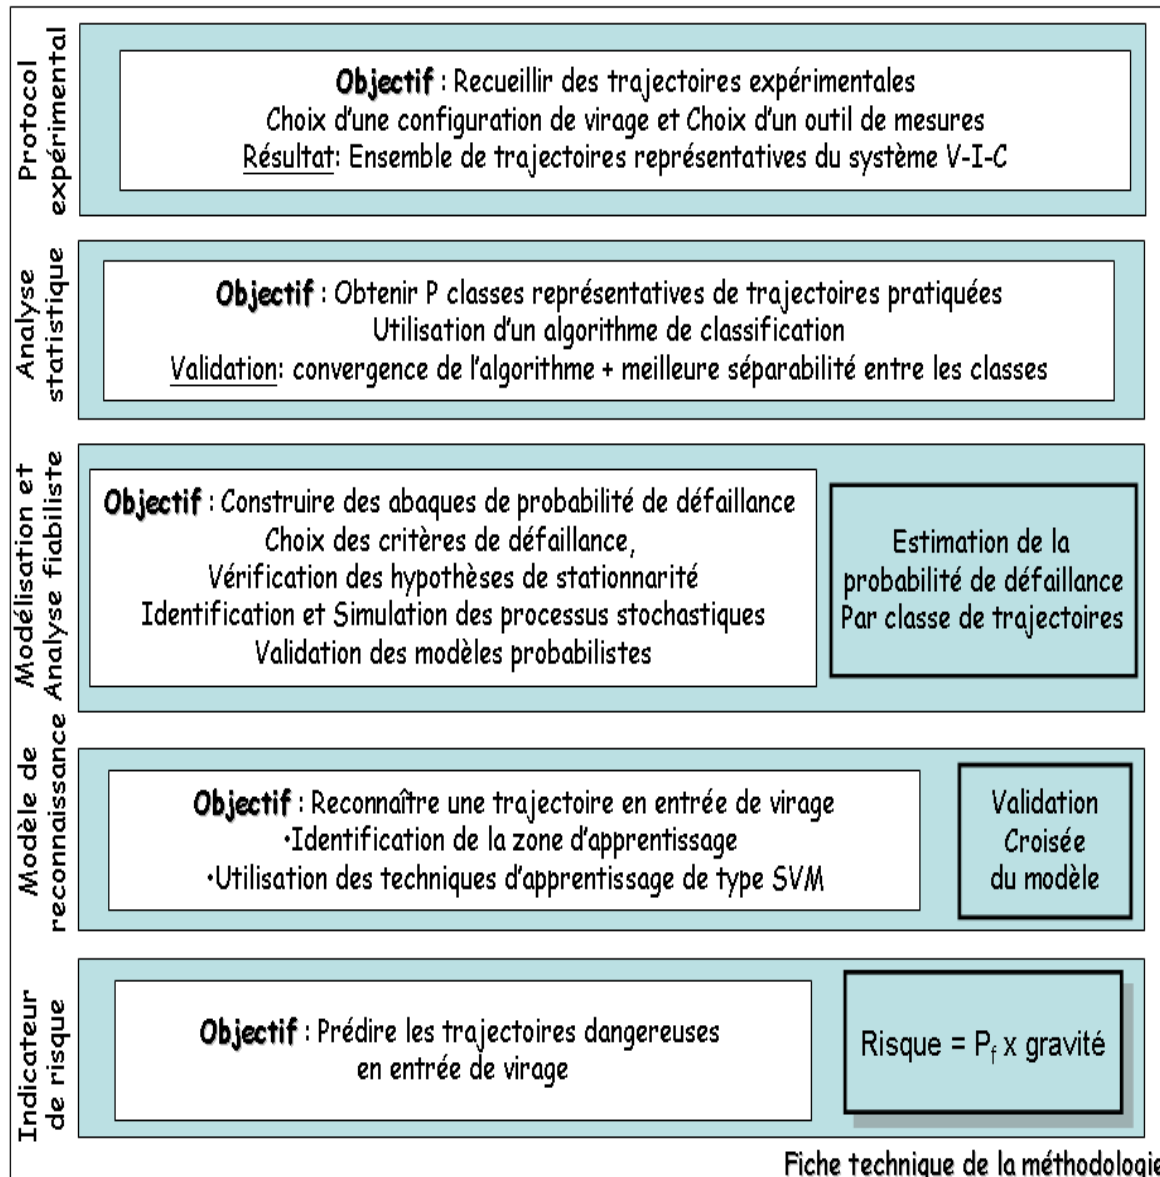 Protocol
expérimental
Objectif : Recueillir des trajectoires expérimentales
Choix d'une configuration de virage et Choix d'un outil de mesures
Résultat: Ensemble de trajectoires représentatives du système V-I-C
Analyse
statistique
Objectif : Obtenir P classes représentatives de trajectoires pratiquées
Utilisation d'un algorithme de classification
Validation: convergence de l'algorithme + meilleure séparabilité entre les classes
Modélisation et
Analyse fiabiliste
Objectif : Construire des abaques de probabilité de défaillance
Choix des critères de défaillance,
Vérification des hypothèses de stationnarité
Identification et Simulation des processus stochastiques
Validation des modèles probabilistes
Estimation de la
probabilité de défaillance
Par classe de trajectoires
Modèle de
reconnaissance
Objectif : Reconnaître une trajectoire en entrée de virage
•Identification de la zone d'apprentissage
•Utilisation des techniques d'apprentissage de type SVM
Validation
Croisée
du modèle
Indicateur
de risque
Objectif : Prédire les trajectoires dangereuses
en entrée de virage
Risque = Pf x gravité
Fiche technique de la méthodologie